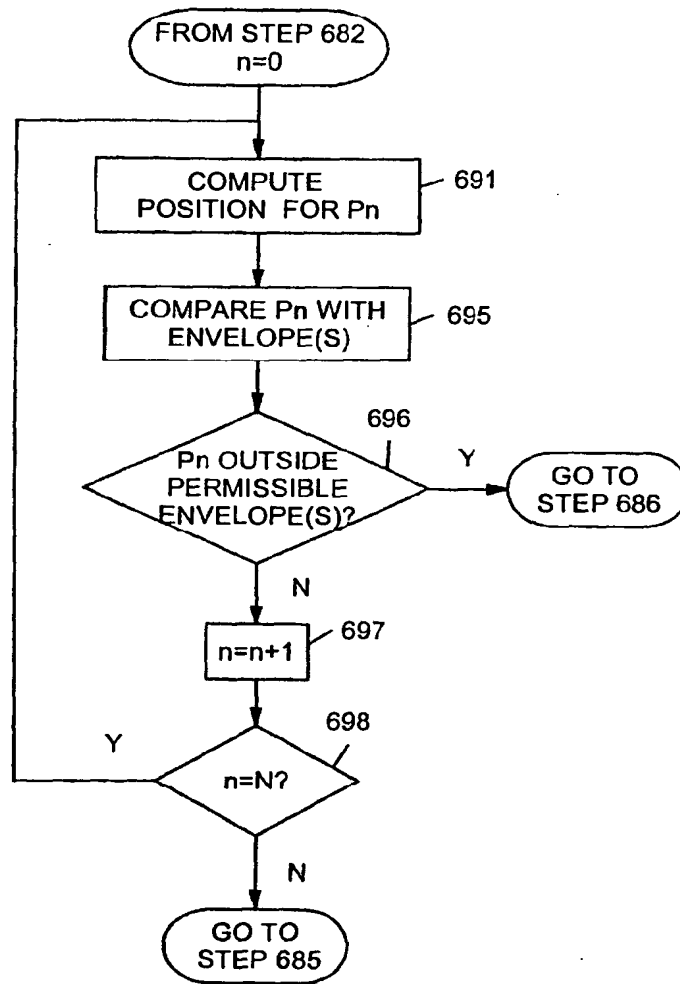 FROM STEP 682
n=0
COMPUTE
POSITION FOR Pn
691
COMPARE Pn WITH
ENVELOPE(S)
695
696
Pn OUTSIDE
PERMISSIBLE
ENVELOPE(S)?
Y
GO TO
STEP 686
N
n=n+1
697
698
Y
n=N?
N
GO TO
STEP 685